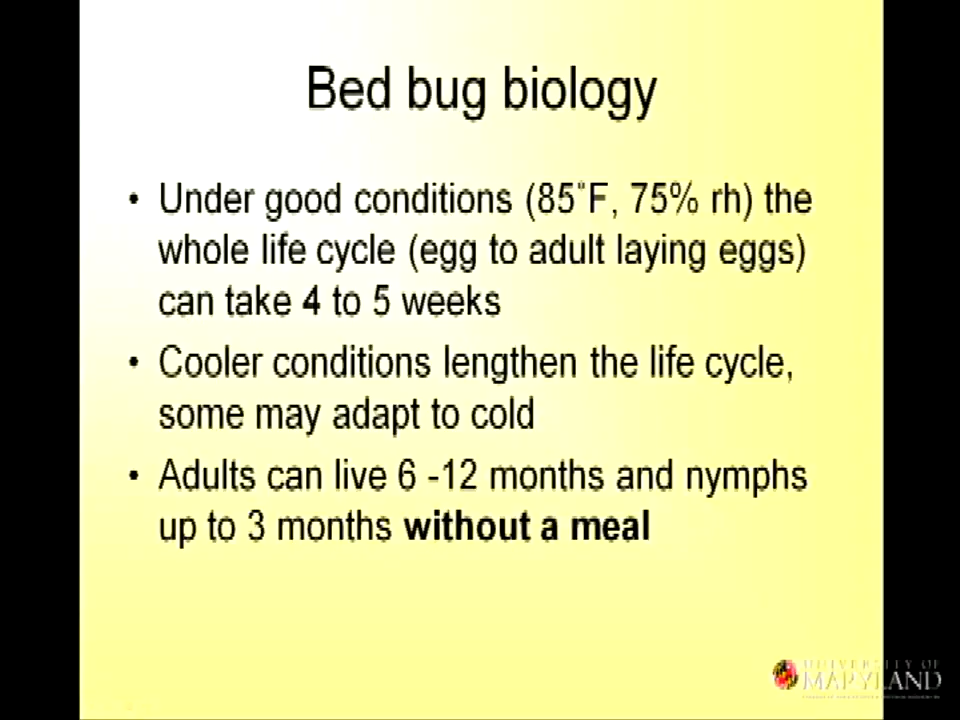 Bed bug biology
• Under good conditions (85˚F, 75% rh) the
whole life cycle (egg to adult laying eggs)
can take 4 to 5 weeks
• Cooler conditions lengthen the life cycle,
some may adapt to cold
• Adults can live 6 -12 months and nymphs
up to 3 months without a meal
UNIVERSITY OF
MARYLAND